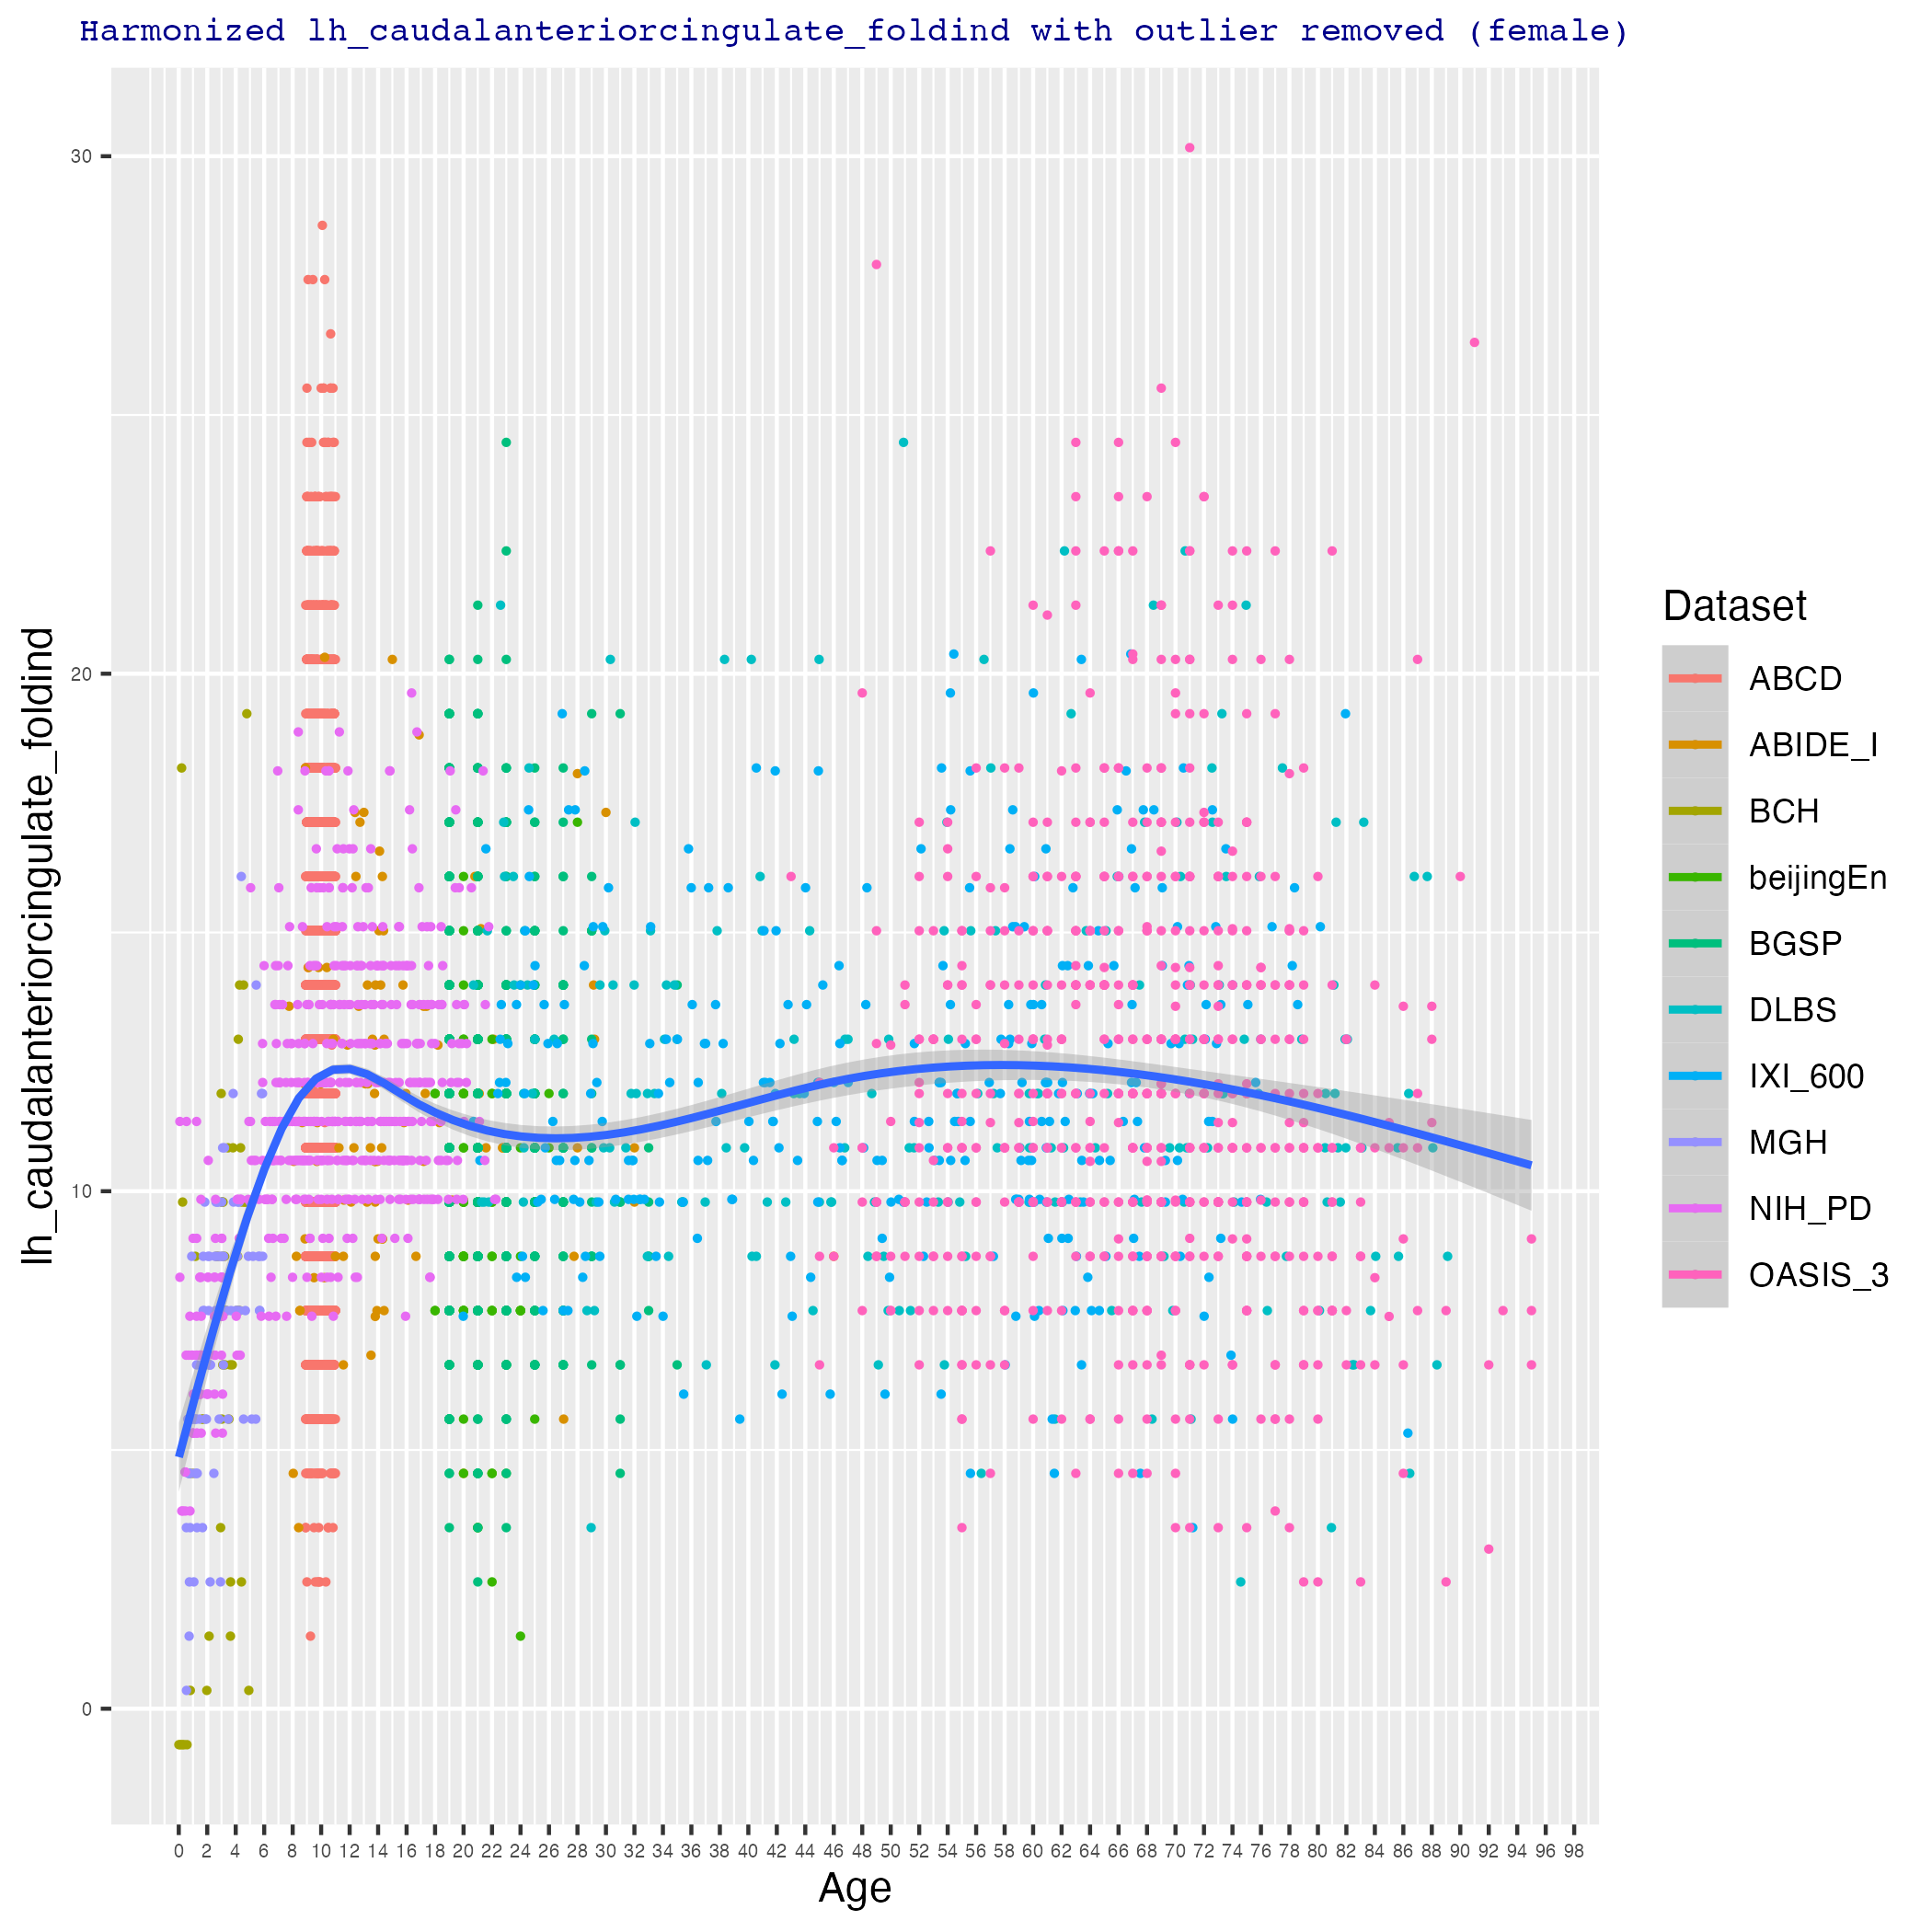 Harmonized lh_caudalanteriorcingulate_foldind with outlier removed (female)
lh_caudalanteriorcingulate_foldind
30
20
10
0
0 2 4 6 8 10 12 14 16 18 20 22 24 26 28 30 32 34 36 38 40 42 44 46 48 50 52 54 56 58 60 62 64 66 68 70 72 74 76 78 80 82 84 86 88 90 92 94 96 98
Age
Dataset
ABCD
ABIDE_I
BCH
beijingEn
BGSP
DLBS
IXI_600
MGH
NIH_PD
OASIS_3